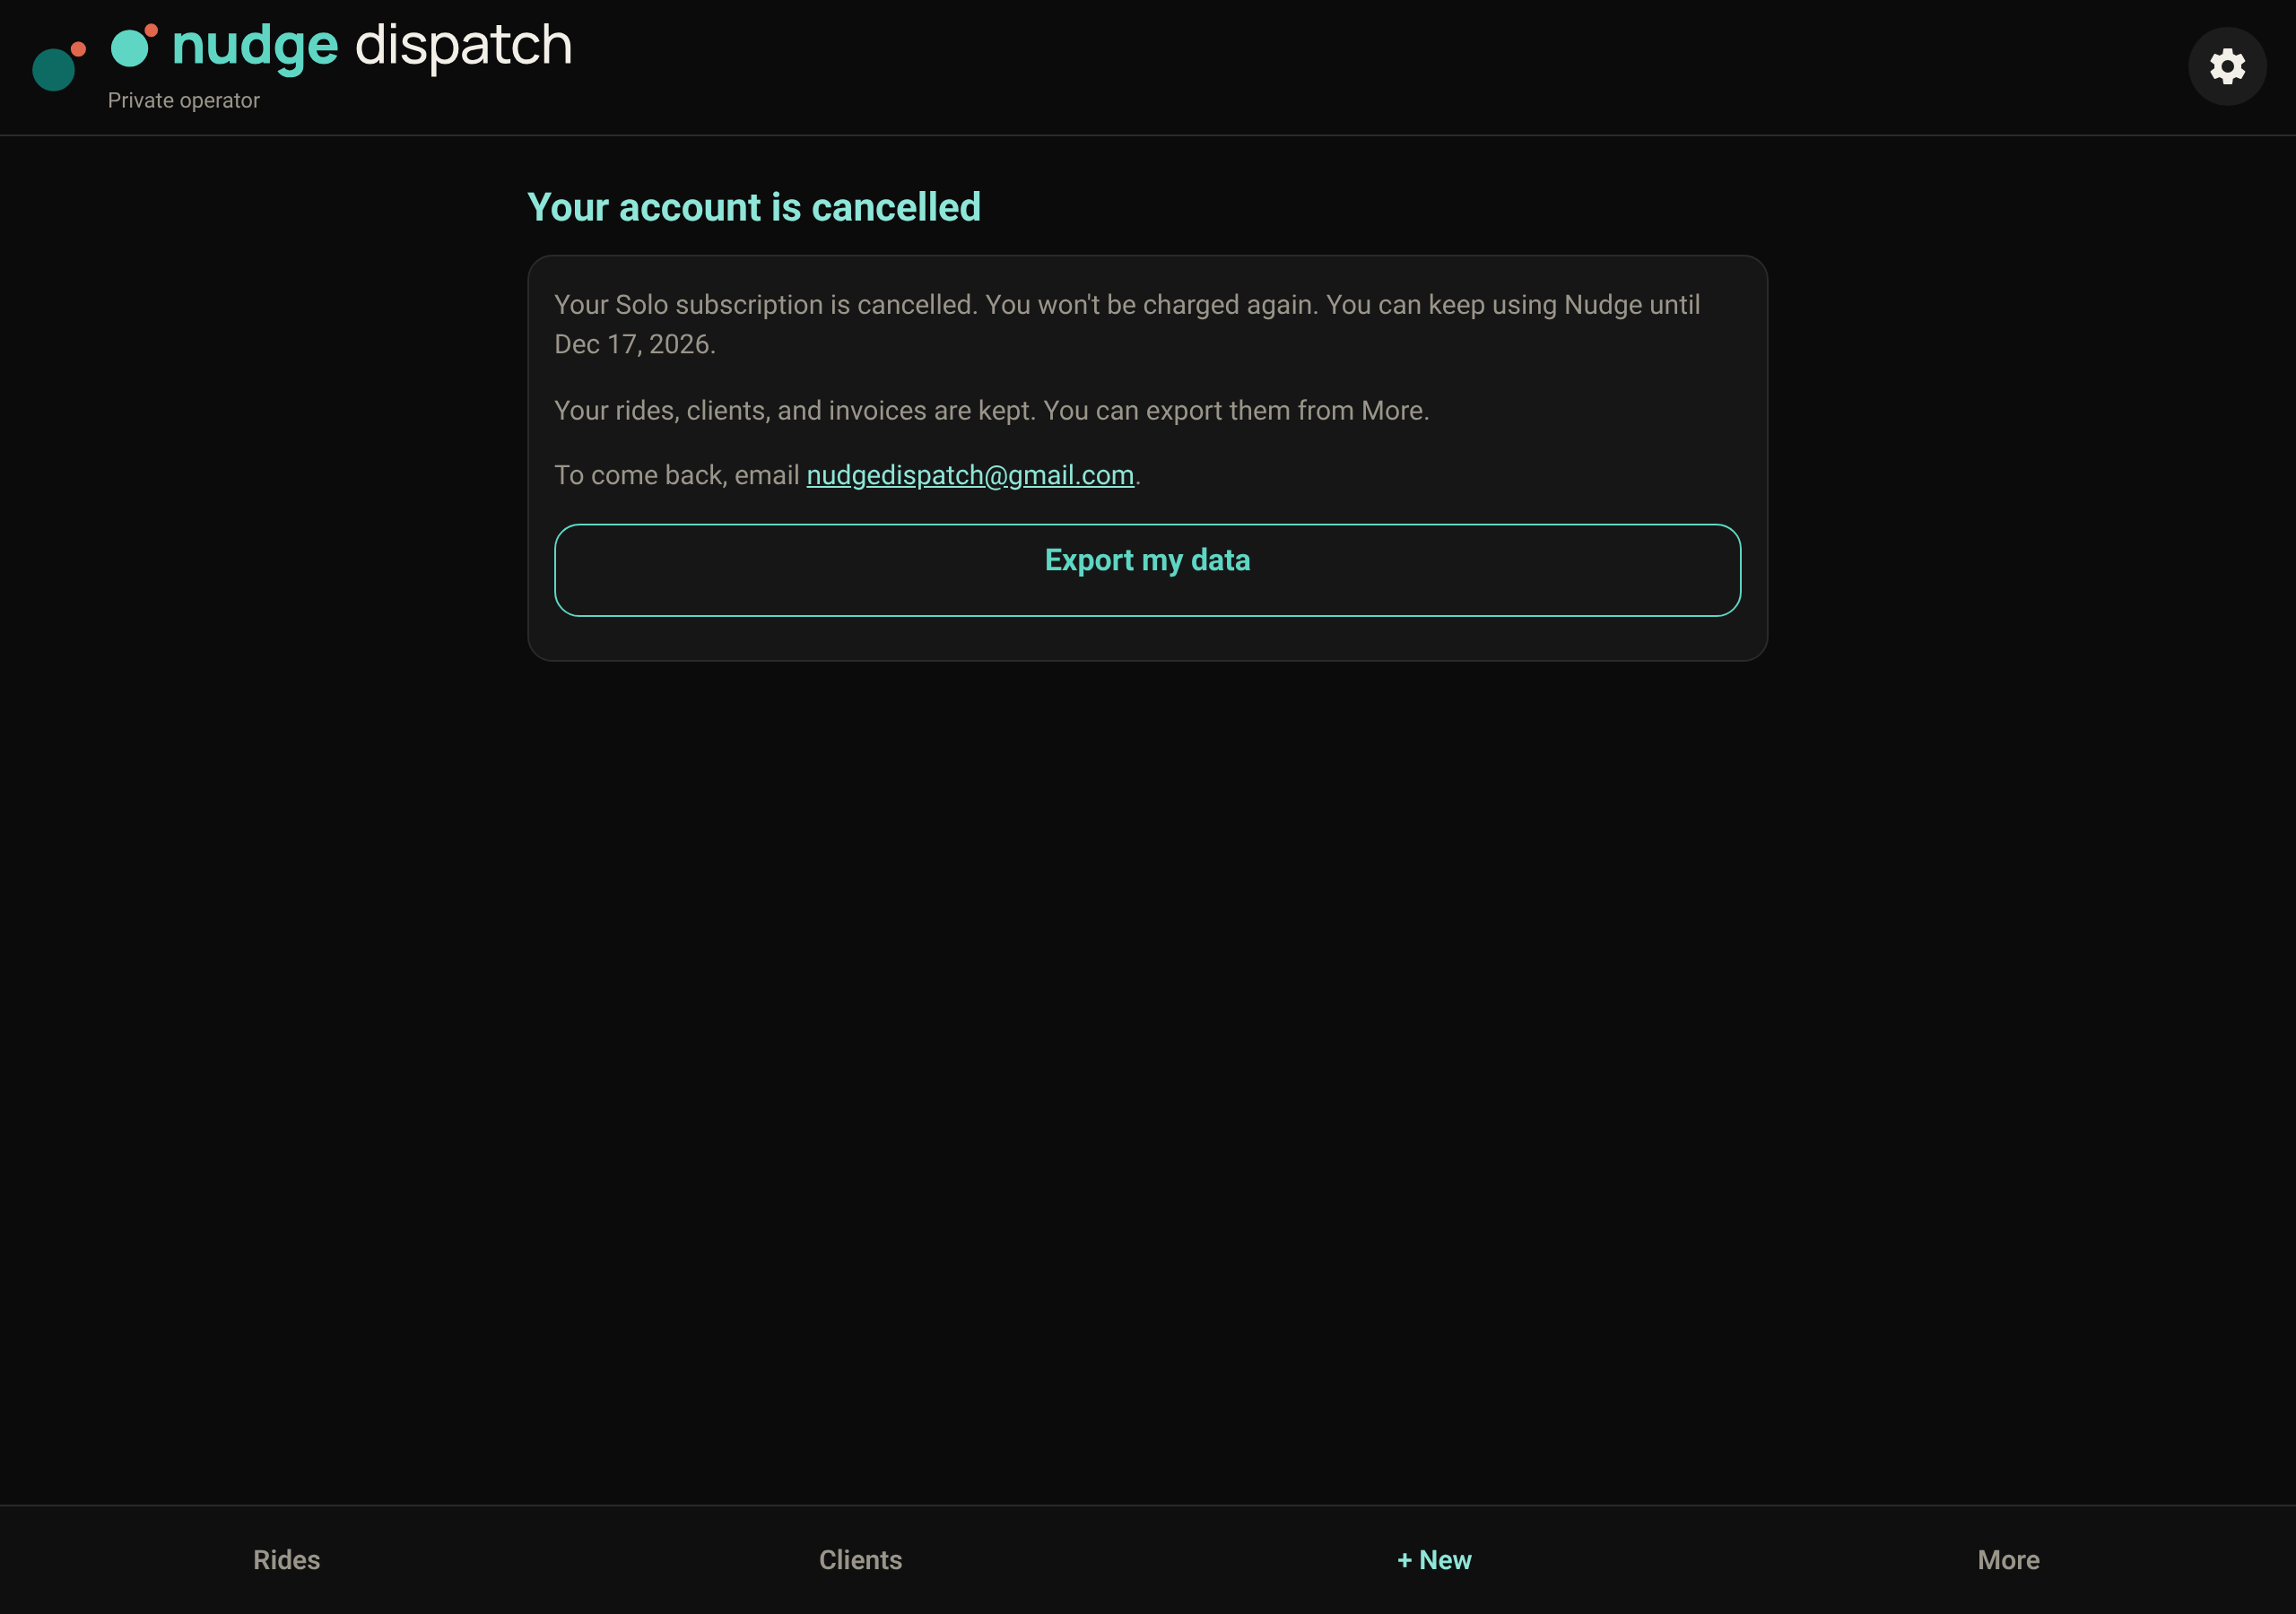 nudge dispatch
Private operator
Your account is cancelled
Your Solo subscription is cancelled. You won't be charged again. You can keep using Nudge until
Dec 17, 2026.
Your rides, clients, and invoices are kept. You can export them from More.
To come back, email nudgedispatch@gmail.com.
Export my data
Rides
Clients
+ New
More